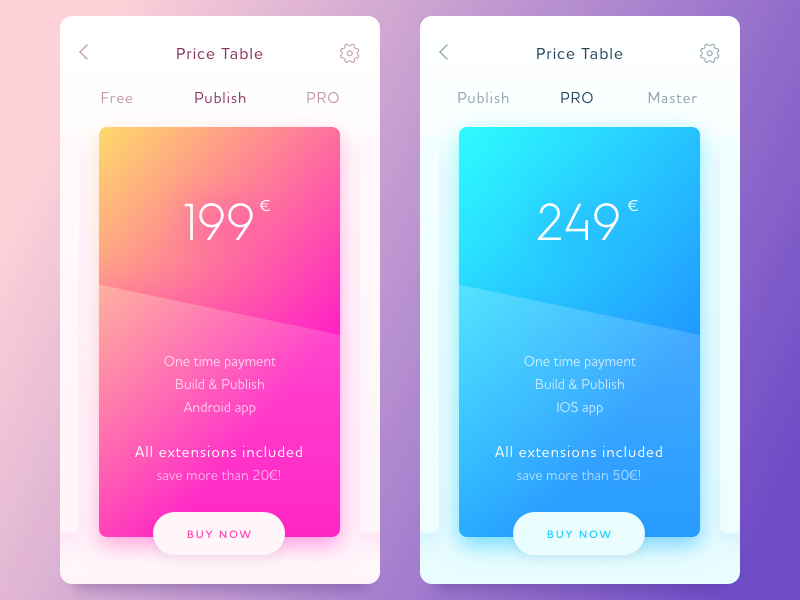 Price Table
Free Publish PRO
199 €
One time payment
Build & Publish
Android app
All extensions included
save more than 20€!
BUY NOW
Price Table
Publish PRO Master
249 €
One time payment
Build & Publish
IOS app
All extensions included
save more than 50€!
BUY NOW